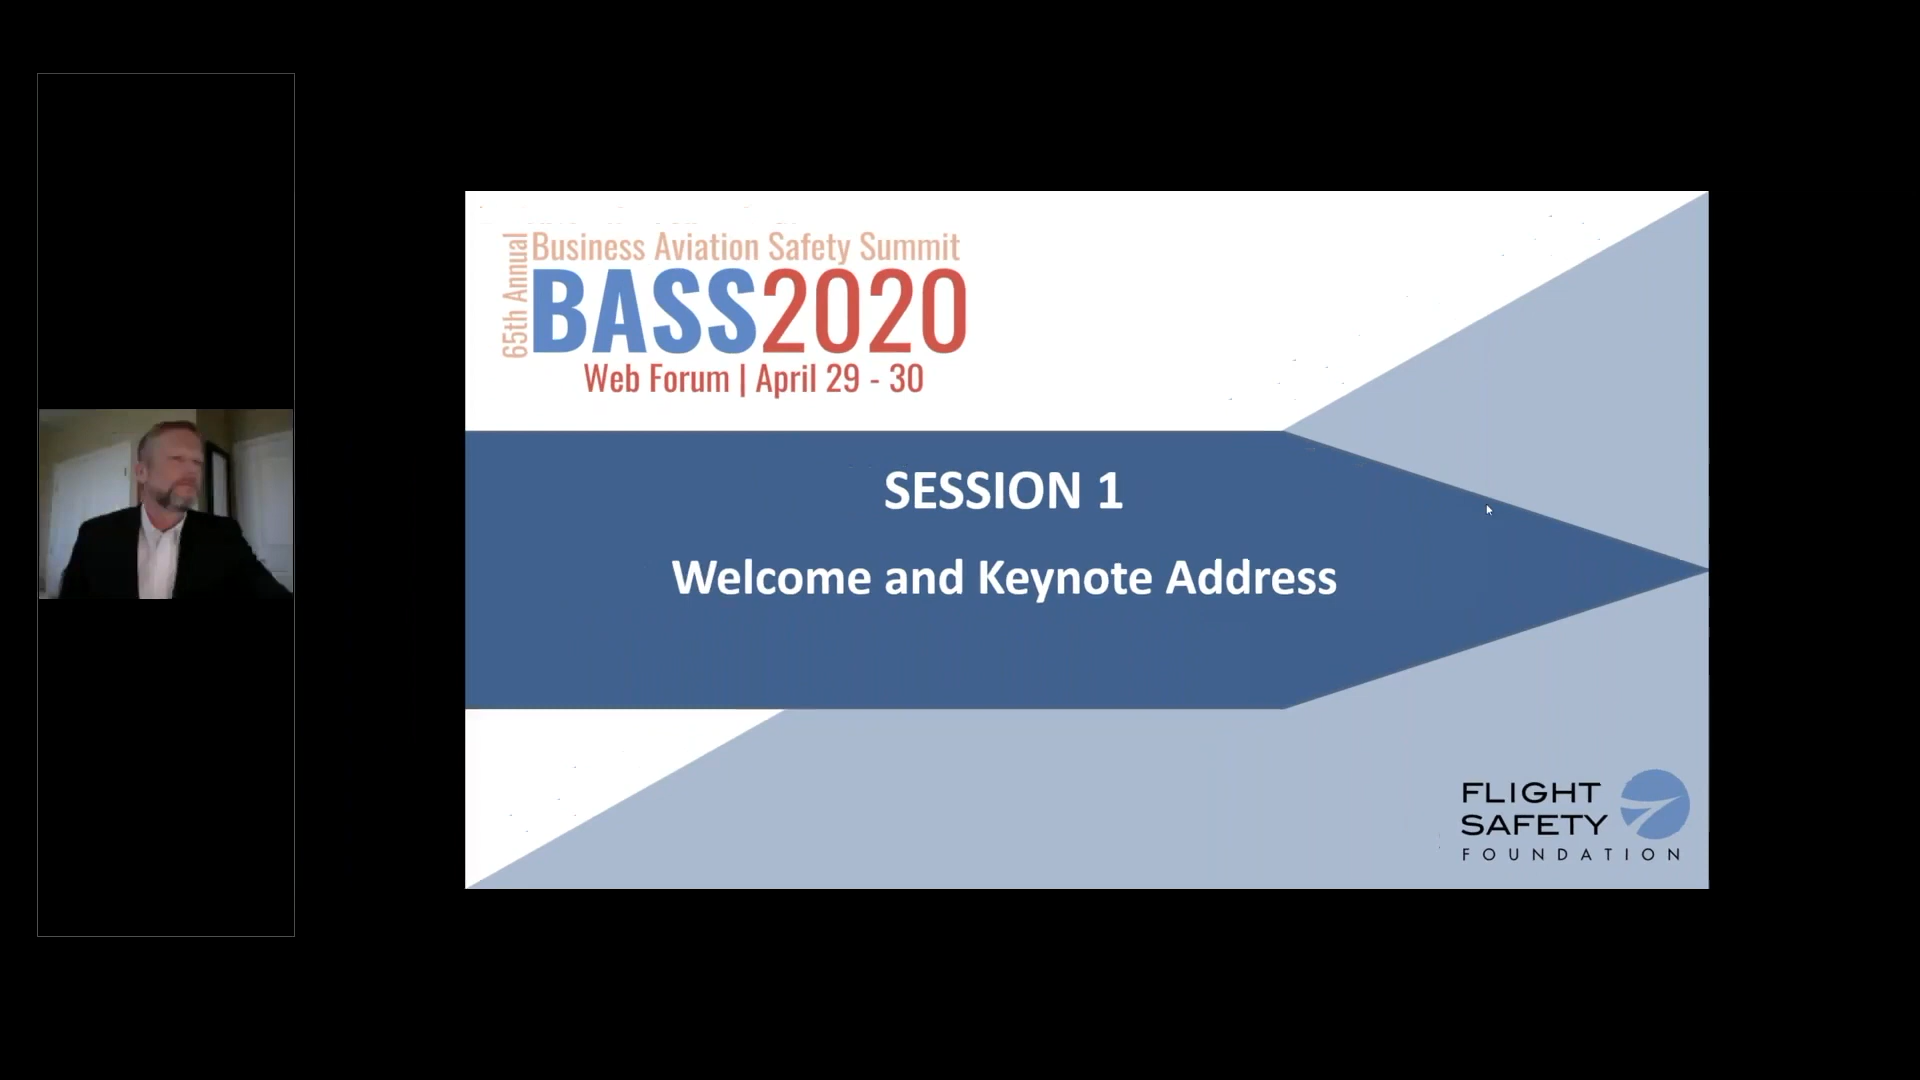 65th Annual
Business Aviation Safety Summit
BASS2020
Web Forum | April 29 - 30
SESSION 1
Welcome and Keynote Address
FLIGHT
SAFETY
FOUNDATION